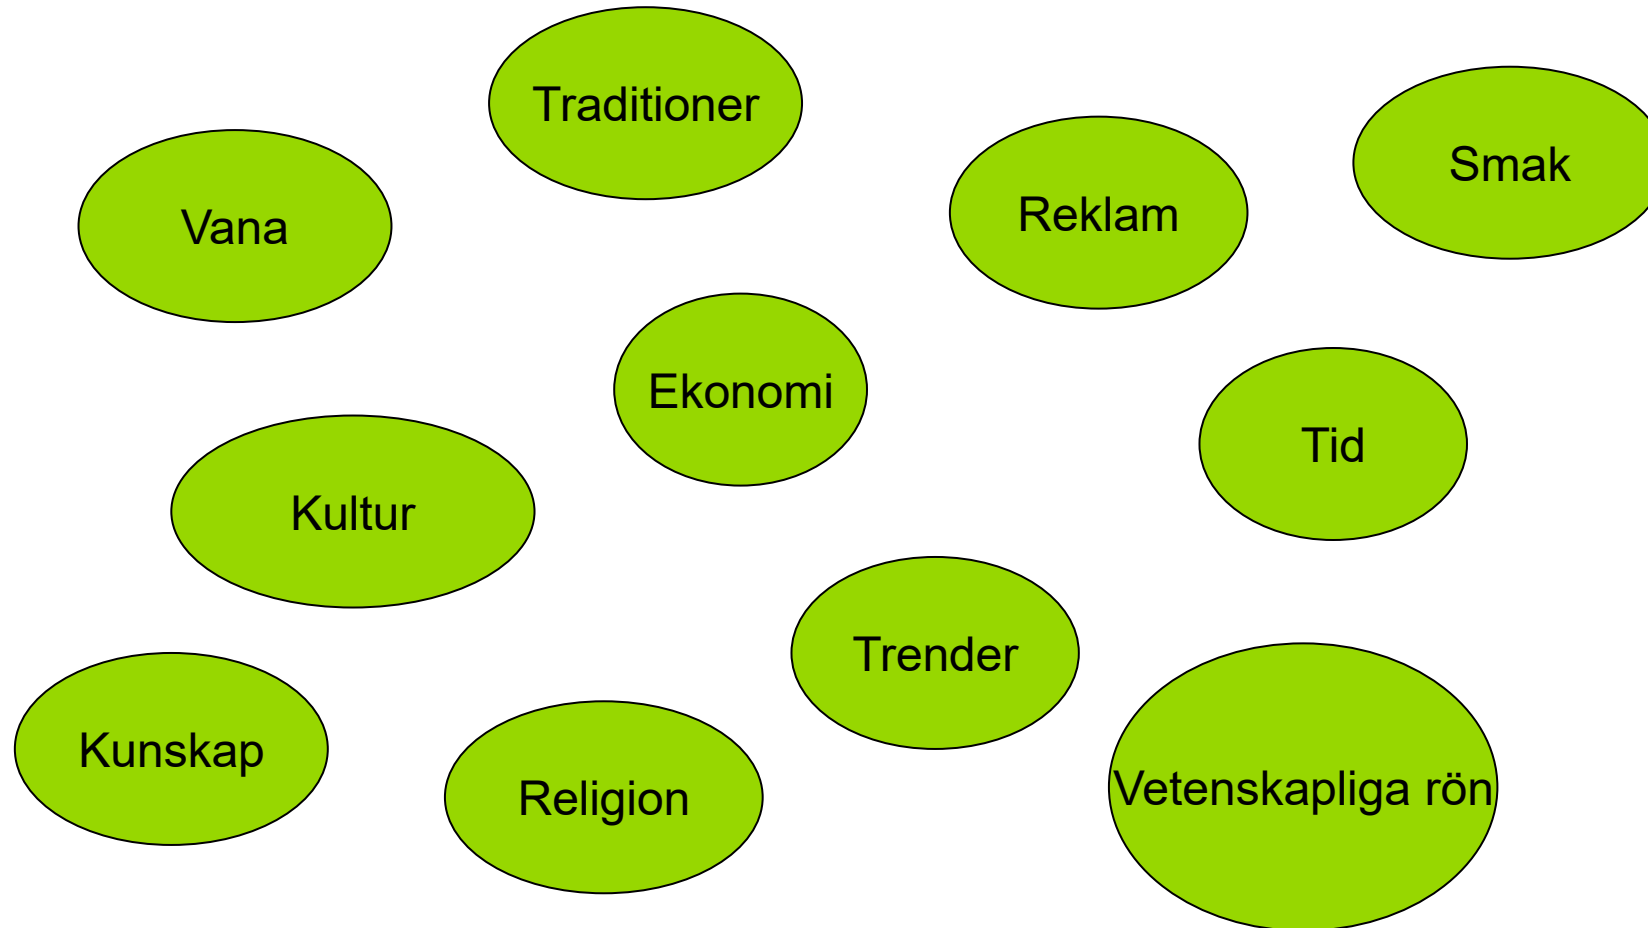 Traditioner
Smak
Reklam
Vana
Ekonomi
Tid
Kultur
Trender
Kunskap
Vetenskapliga rön
Religion